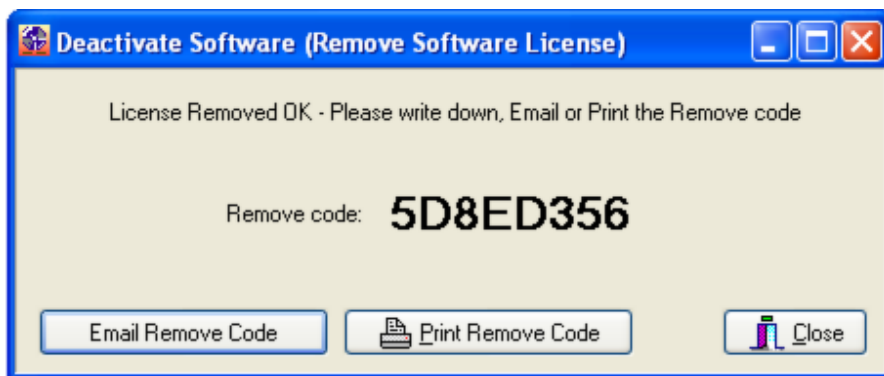 Deactivate Software (Remove Software License)
License Removed OK - Please write down, Email or Print the Remove code
Remove code: 5D8ED356
Email Remove Code Print Remove Code Close